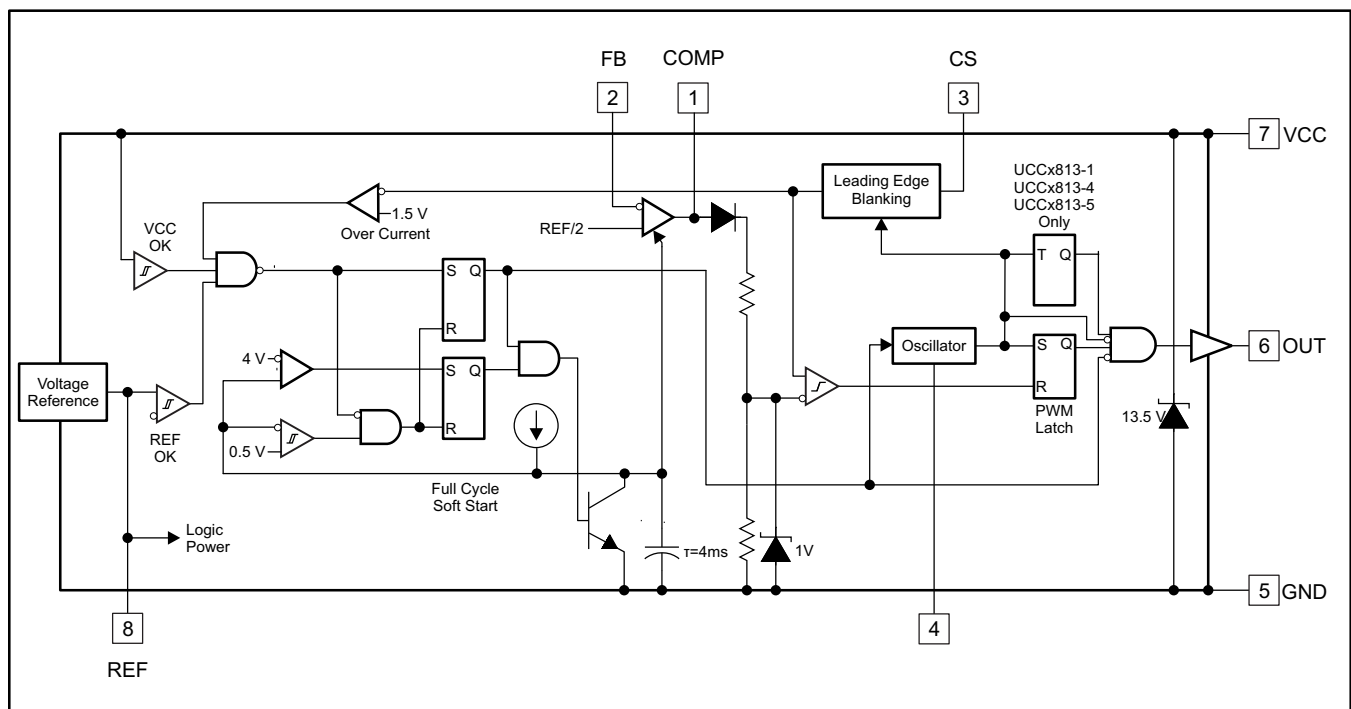 FB
COMP
CS
2
1
3
7
VCC
UCCx813-1
UCCx813-4
UCCx813-5
Only
Leading Edge
Blanking
1.5 V
Over Current
REF/2
VCC
OK
S
Q
R
T
Q
4 V
S
Q
R
Oscillator
S
Q
R
PWM
Latch
6
OUT
Voltage
Reference
REF
OK
0.5 V
13.5 V
Full Cycle
Soft Start
Logic
Power
τ=4ms
1V
5
GND
8
REF
4